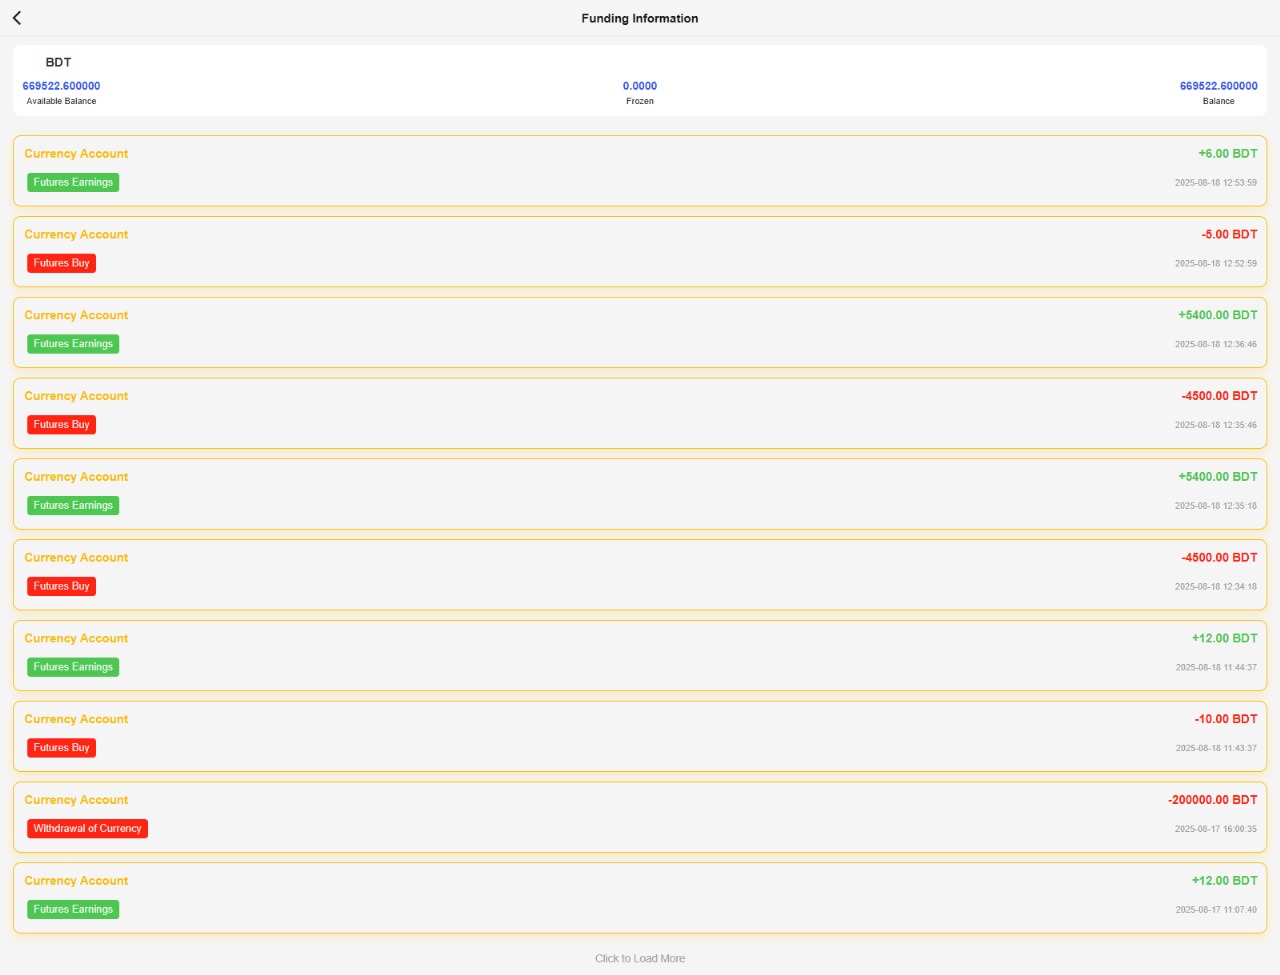 Funding Information
BDT
669522.600000 0.0000 669522.600000
Available Balance Frozen Balance
Currency Account +6.00 BDT
Futures Earnings 2025-08-18 12:53:59
Currency Account -5.00 BDT
Futures Buy 2025-08-18 12:52:59
Currency Account +5400.00 BDT
Futures Earnings 2025-08-18 12:36:46
Currency Account -4500.00 BDT
Futures Buy 2025-08-18 12:35:46
Currency Account +5400.00 BDT
Futures Earnings 2025-08-18 12:35:18
Currency Account -4500.00 BDT
Futures Buy 2025-08-18 12:34:18
Currency Account +12.00 BDT
Futures Earnings 2025-08-18 11:44:37
Currency Account -10.00 BDT
Futures Buy 2025-08-18 11:43:37
Currency Account -200000.00 BDT
Withdrawal of Currency 2025-08-17 16:00:35
Currency Account +12.00 BDT
Futures Earnings 2025-08-17 11:07:40
Click to Load More